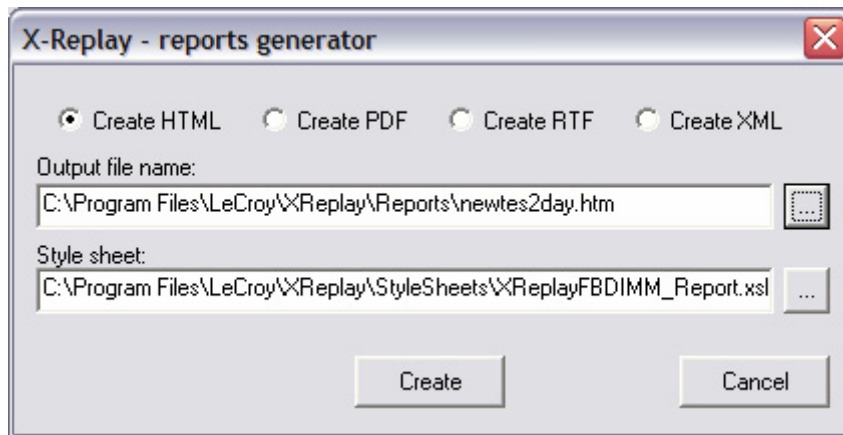 X-Replay - reports generator
Create HTML Create PDF Create RTF Create XML
Output file name:
C:\Program Files\LeCroy\XReplay\Reports\newtes2day.htm
...
Style sheet:
C:\Program Files\LeCroy\XReplay\StyleSheets\XReplayFBDIMM_Report.xsl
...
Create Cancel